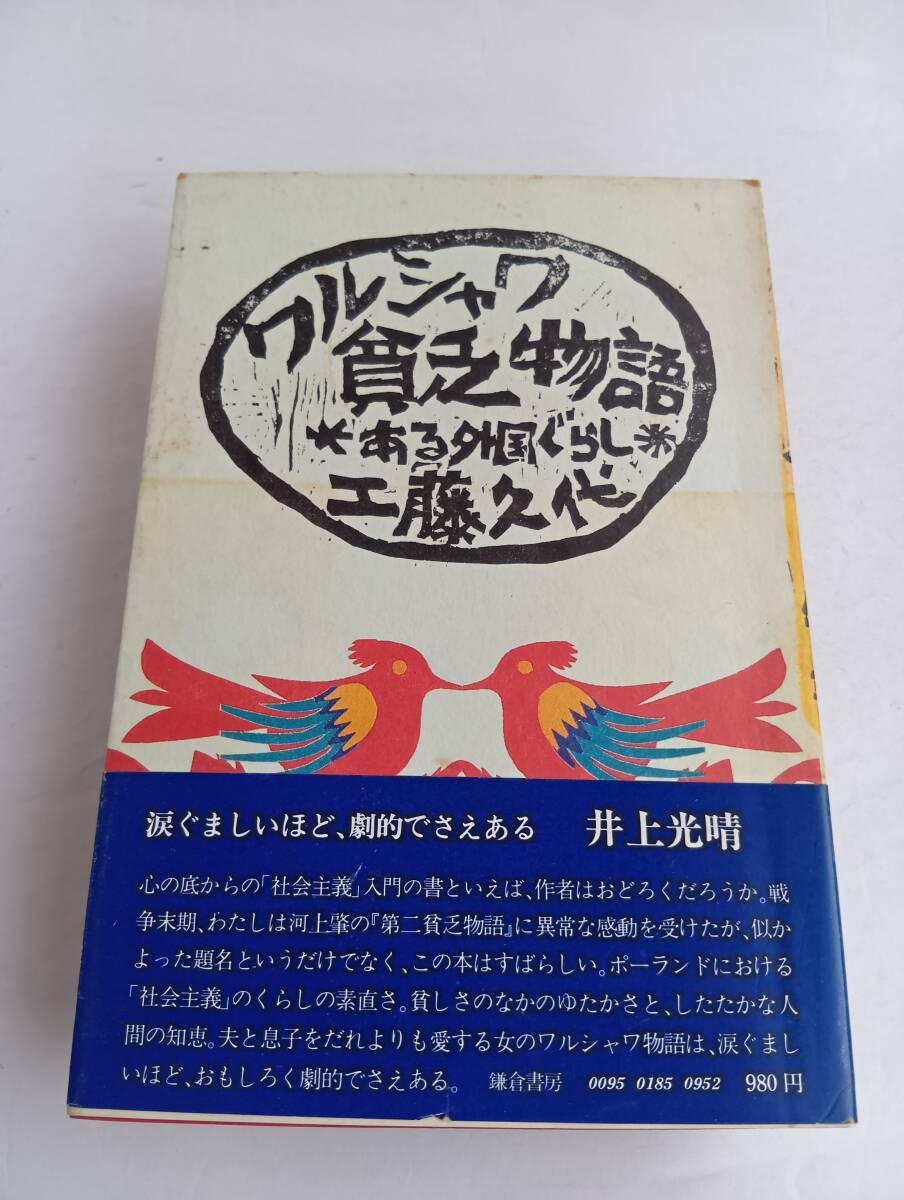 ワルシャワ
貧乏物語
*ある外国ぐらし*
工藤久代
涙ぐましいほど、劇的でさえある 井上光晴
心の底からの「社会主義」入門の書といえば、作者はおどろくだろうか。戦
争末期、わたしは河上肇の『第二貧乏物語』に異常な感動を受けたが、似か
よった題名というだけでなく、この本はすばらしい。ポーランドにおける
「社会主義」のくらしの素直さ。貧しさのなかのゆたかさと、したたかな人
間の知恵。夫と息子をだれよりも愛する女のワルシャワ物語は、涙ぐまし
いほど、おもしろく劇的でさえある。 鎌倉書房 0095 0185 0952 980円